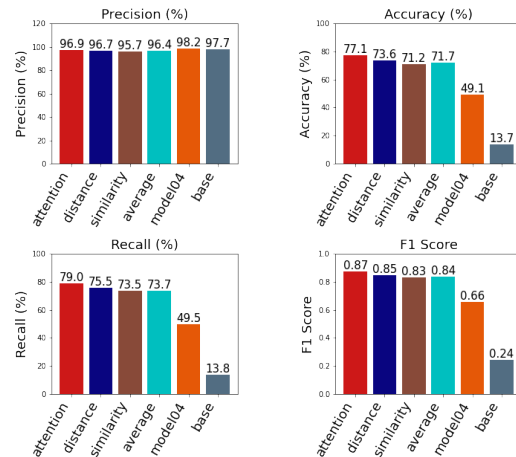 Precision (%)
Precision (%)
120
100
80
60
40
20
0
96.9
96.7
95.7
96.4
98.2
97.7
attention
distance
similarity
average
model04
base
Accuracy (%)
Accuracy (%)
100
80
60
40
20
0
77.1
73.6
71.2
71.7
49.1
13.7
attention
distance
similarity
average
model04
base
Recall (%)
Recall (%)
100
80
60
40
20
0
79.0
75.5
73.5
73.7
49.5
13.8
attention
distance
similarity
average
model04
base
F1 Score
F1 Score
1.0
0.8
0.6
0.4
0.2
0.0
0.87
0.85
0.83
0.84
0.66
0.24
attention
distance
similarity
average
model04
base